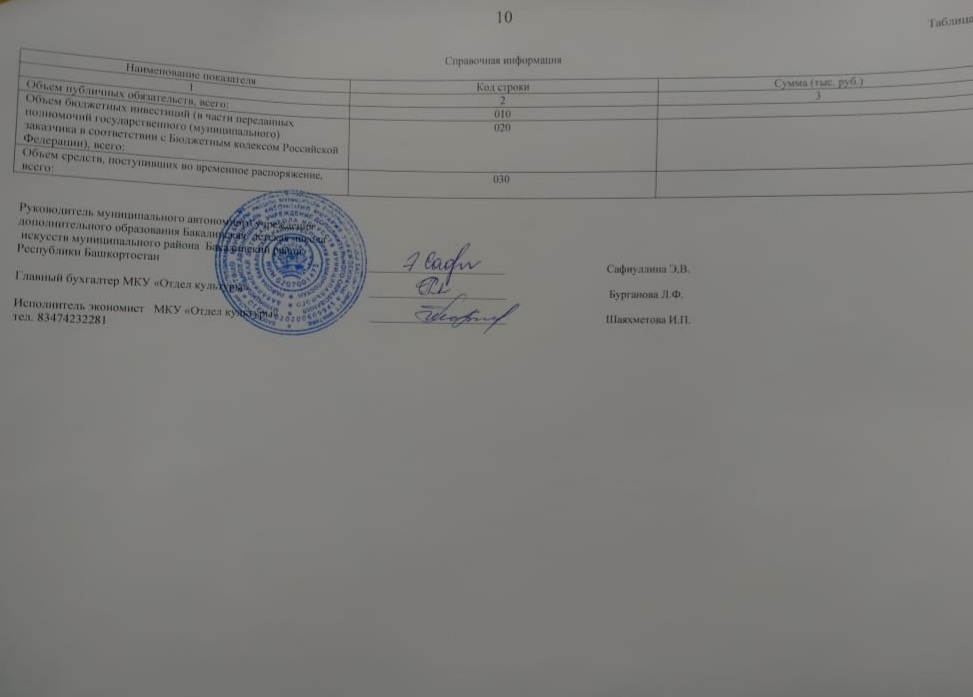 10
Таблица
Справочная информация
Наименование показателя Код строки Сумма (тыс. руб.)
1 2 3
Объем публичных обязательств, всего: 010
Объем бюджетных инвестиций (в части переданных 020
полномочий государственного (муниципального)
заказчика в соответствии с Бюджетным кодексом Российской
Федерации), всего:
Объем средств, поступивших во временное распоряжение, 030
всего:
Руководитель муниципального автономного учреждения
дополнительного образования Бакалинская детская школа
искусств муниципального района Бакалинский район
Республики Башкортостан Сафиуллина Э.В.
Главный бухгалтер МКУ «Отдел культуры» Бурганова Л.Ф.
Исполнитель экономист МКУ «Отдел культуры» Шаяхметова И.П.
тел. 83474232281